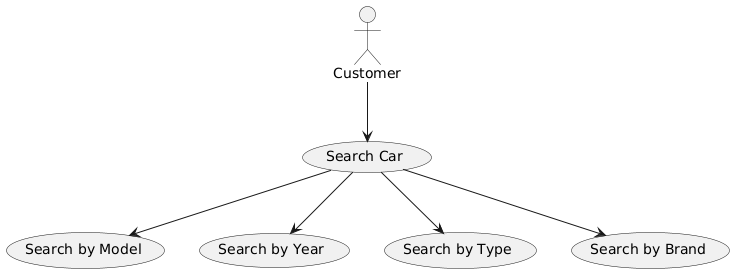 Customer
Search Car
Search by Model
Search by Year
Search by Type
Search by Brand